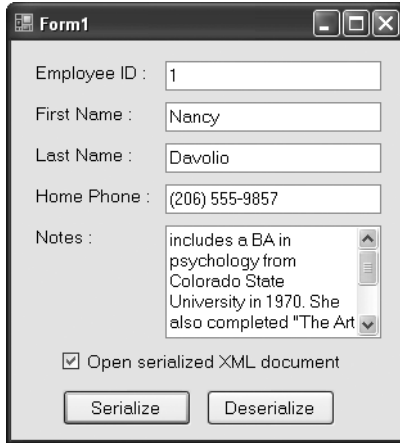 Form1
Employee ID : 1
First Name : Nancy
Last Name : Davolio
Home Phone : (206) 555-9857
Notes : includes a BA in
psychology from
Colorado State
University in 1970. She
also completed "The Art
Open serialized XML document
Serialize Deserialize